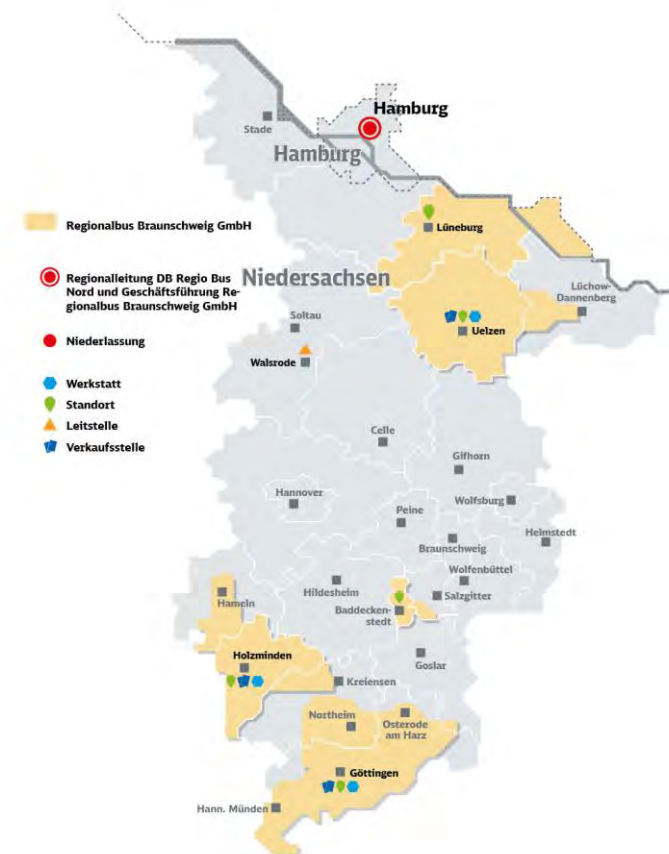 Hamburg
Stade
Hamburg
Regionalbus Braunschweig GmbH
Lüneburg
Regionalleitung DB Regio Bus
Nord und Geschäftsführung Re-
gionalbus Braunschweig GmbH
Niedersachsen
Lüchow-
Dannenberg
Soltau
Uelzen
Niederlassung
Walsrode
Werkstatt
Standort
Leitstelle
Verkaufsstelle
Celle
Gifhorn
Hannover
Wolfsburg
Peine
Helmstedt
Braunschweig
Wolfenbüttel
Hildesheim
Salzgitter
Hameln
Baddecken-
stedt
Holzminden
Goslar
Kreiensen
Northeim
Osterode
am Harz
Göttingen
Hann. Münden